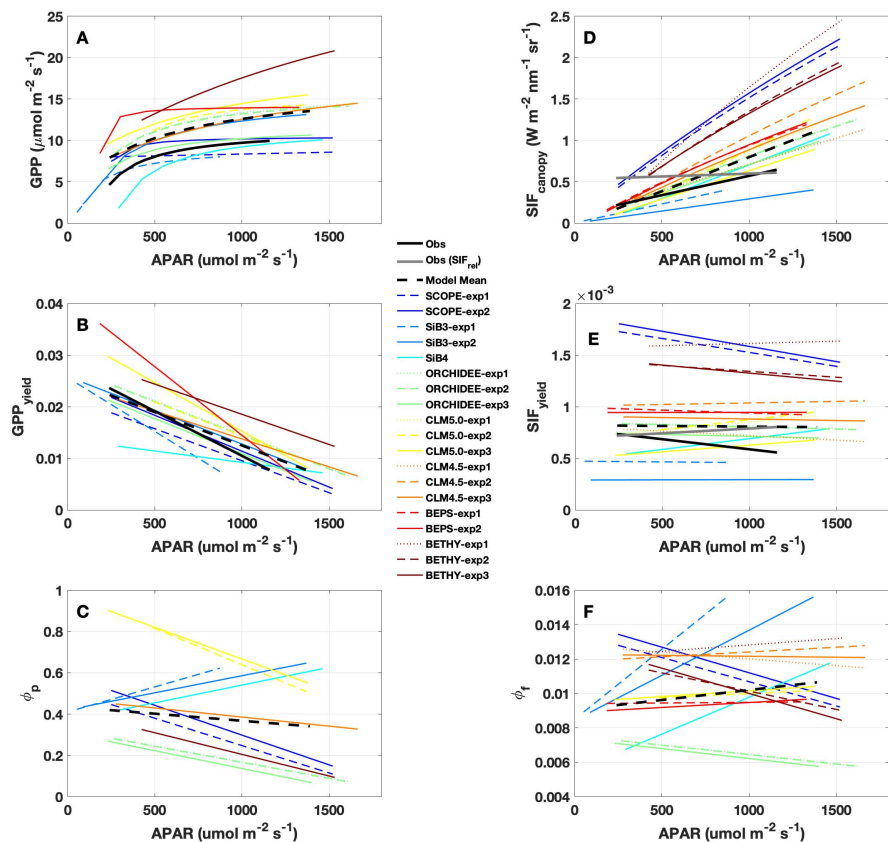 A
GPP (μmol m⁻² s⁻¹)
25
20
15
10
5
0
0
500
1000
1500
APAR (umol m⁻² s⁻¹)
D
SIF_canopy (W m⁻² nm⁻¹ sr⁻¹)
2.5
2
1.5
1
0.5
0
0
500
1000
1500
APAR (umol m⁻² s⁻¹)
Obs
Obs (SIF_rel)
Model Mean
SCOPE-exp1
SCOPE-exp2
SiB3-exp1
SiB3-exp2
SiB4
ORCHIDEE-exp1
ORCHIDEE-exp2
ORCHIDEE-exp3
CLM5.0-exp1
CLM5.0-exp2
CLM5.0-exp3
CLM4.5-exp1
CLM4.5-exp2
CLM4.5-exp3
BEPS-exp1
BEPS-exp2
BETHY-exp1
BETHY-exp2
BETHY-exp3
B
GPP_yield
0.04
0.03
0.02
0.01
0
0
500
1000
1500
APAR (umol m⁻² s⁻¹)
E
×10⁻³
SIF_yield
2
1.5
1
0.5
0
0
500
1000
1500
APAR (umol m⁻² s⁻¹)
C
ϕ_p
1
0.8
0.6
0.4
0.2
0
0
500
1000
1500
APAR (umol m⁻² s⁻¹)
F
ϕ_f
0.016
0.014
0.012
0.01
0.008
0.006
0.004
0
500
1000
1500
APAR (umol m⁻² s⁻¹)